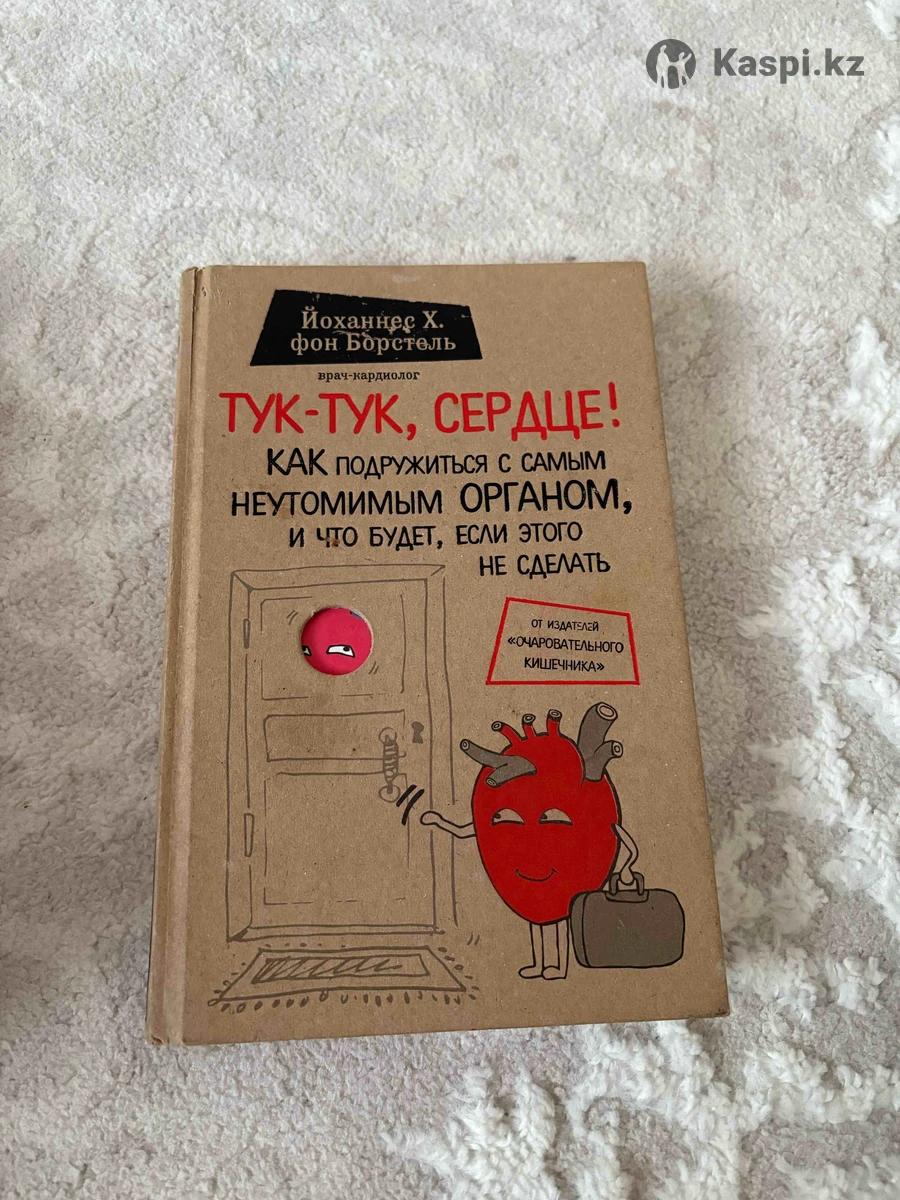 Kaspi.kz
Йоханнес Х.
фон Борстель
врач-кардиолог
ТУК-ТУК, СЕРДЦЕ!
КАК ПОДРУЖИТЬСЯ С САМЫМ
НЕУТОМИМЫМ ОРГАНОМ,
И ЧТО БУДЕТ, ЕСЛИ ЭТОГО
НЕ СДЕЛАТЬ
ОТ ИЗДАТЕЛЕЙ
«ОЧАРОВАТЕЛЬНОГО
КИШЕЧНИКА»